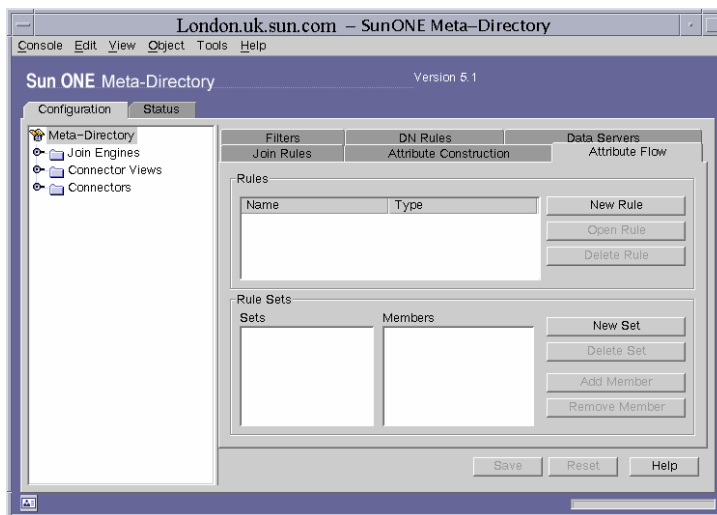 London.uk.sun.com – SunONE Meta–Directory
Console Edit View Object Tools Help
Sun ONE Meta-Directory
Version 5.1
Configuration Status
Meta–Directory
Join Engines
Connector Views
Connectors
Filters DN Rules Data Servers
Join Rules Attribute Construction Attribute Flow
Rules
Name Type
New Rule
Open Rule
Delete Rule
Rule Sets
Sets Members
New Set
Delete Set
Add Member
Remove Member
Save Reset Help